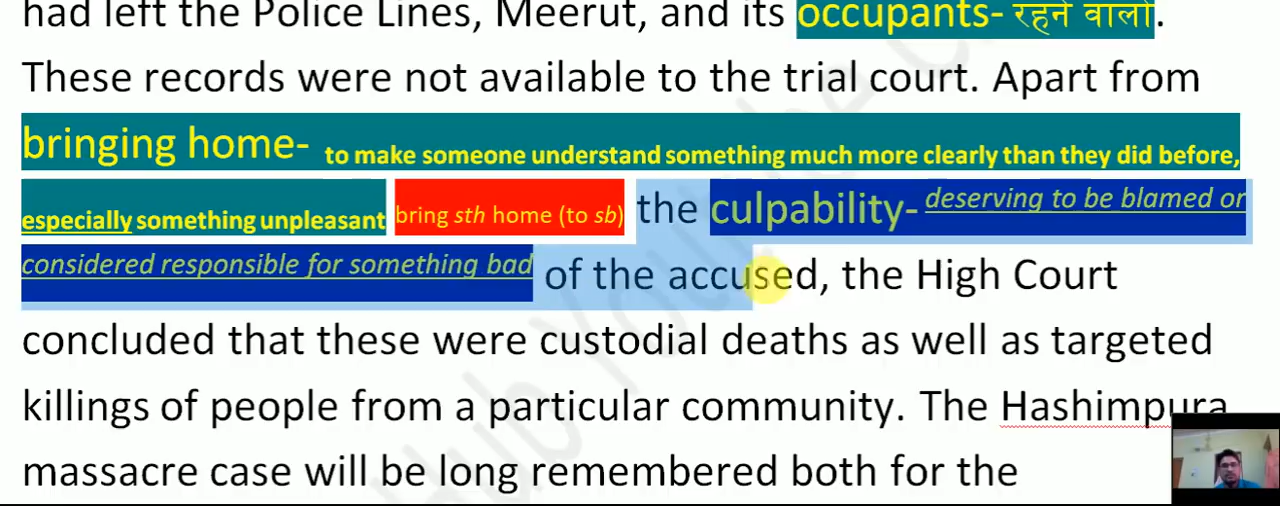 had left the Police Lines, Meerut, and its occupants- रहने वालों.
These records were not available to the trial court. Apart from
bringing home- to make someone understand something much more clearly than they did before,
especially something unpleasant bring sth home (to sb) the culpability- deserving to be blamed or
considered responsible for something bad of the accused, the High Court
concluded that these were custodial deaths as well as targeted
killings of people from a particular community. The Hashimpura
massacre case will be long remembered both for the